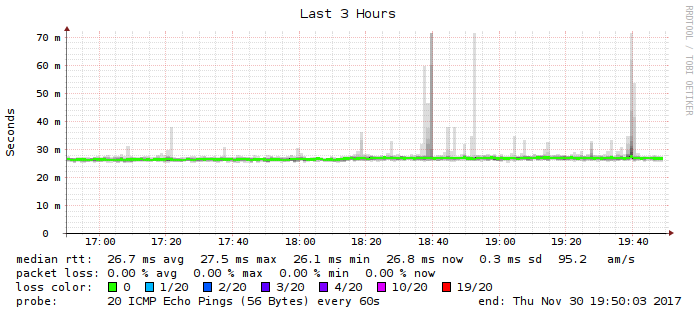 Last 3 Hours
RRDTOOL / TOBI OETIKER
Seconds
70 m
60 m
50 m
40 m
30 m
20 m
10 m
0
17:00 17:20 17:40 18:00 18:20 18:40 19:00 19:20 19:40
median rtt: 26.7 ms avg 27.5 ms max 26.1 ms min 26.8 ms now 0.3 ms sd 95.2 am/s
packet loss: 0.00 % avg 0.00 % max 0.00 % min 0.00 % now
loss color: 0 1/20 2/20 3/20 4/20 10/20 19/20
probe: 20 ICMP Echo Pings (56 Bytes) every 60s end: Thu Nov 30 19:50:03 2017